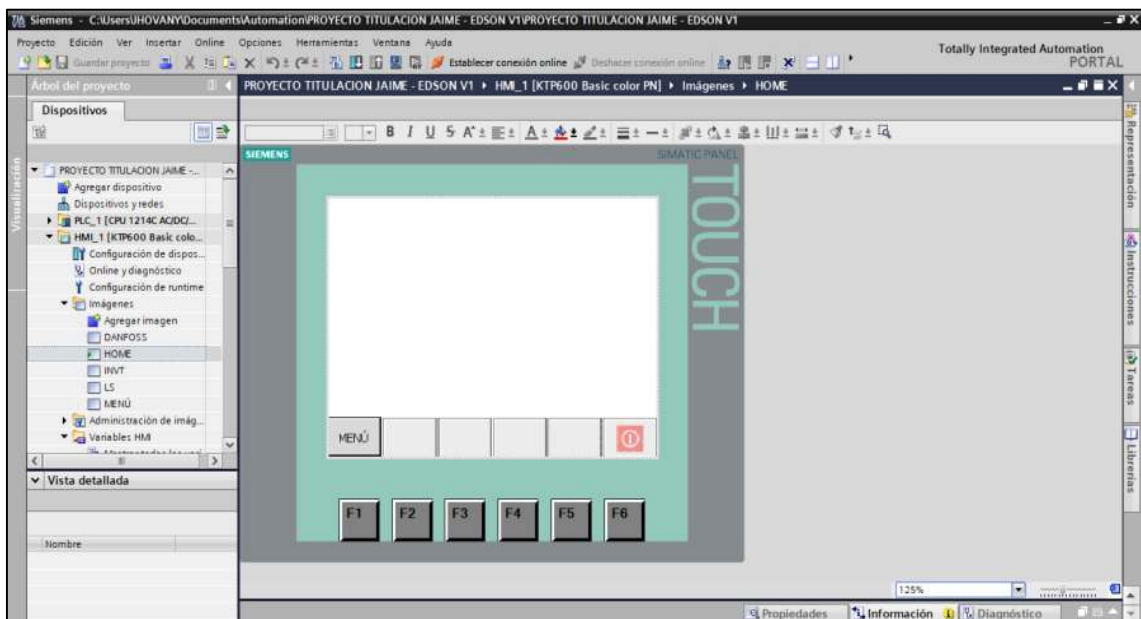 Siemens - C:\Users\JHOVANY\Documents\Automation\PROYECTO TITULACION JAIME - EDSON V1\PROYECTO TITULACION JAIME - EDSON V1
Proyecto Edición Ver Insertar Online Opciones Herramientas Ventana Ayuda
Totally Integrated Automation
PORTAL
Guardar proyecto
Establecer conexión online
Deshacer conexión online
Árbol del proyecto
PROYECTO TITULACION JAIME - EDSON V1 HMI_1 [KTP600 Basic color PN] Imágenes HOME
Dispositivos
B I U S A
Visualización
PROYECTO TITULACION JAIME -...
Agregar dispositivo
Dispositivos y redes
PLC_1 [CPU 1214C AC/DC/...
HMI_1 [KTP600 Basic colo...
Configuración de dispos...
Online y diagnóstico
Configuración de runtime
Imágenes
Agregar imagen
DANFOSS
HOME
INVT
LS
MENÚ
Administración de imág...
Variables HMI
Vista detallada
Nombre
SIEMENS
SIMATIC PANEL
TOUCH
MENÚ
F1 F2 F3 F4 F5 F6
125%
Propiedades Información Diagnóstico
Representación
Instrucciones
Tareas
Librerías